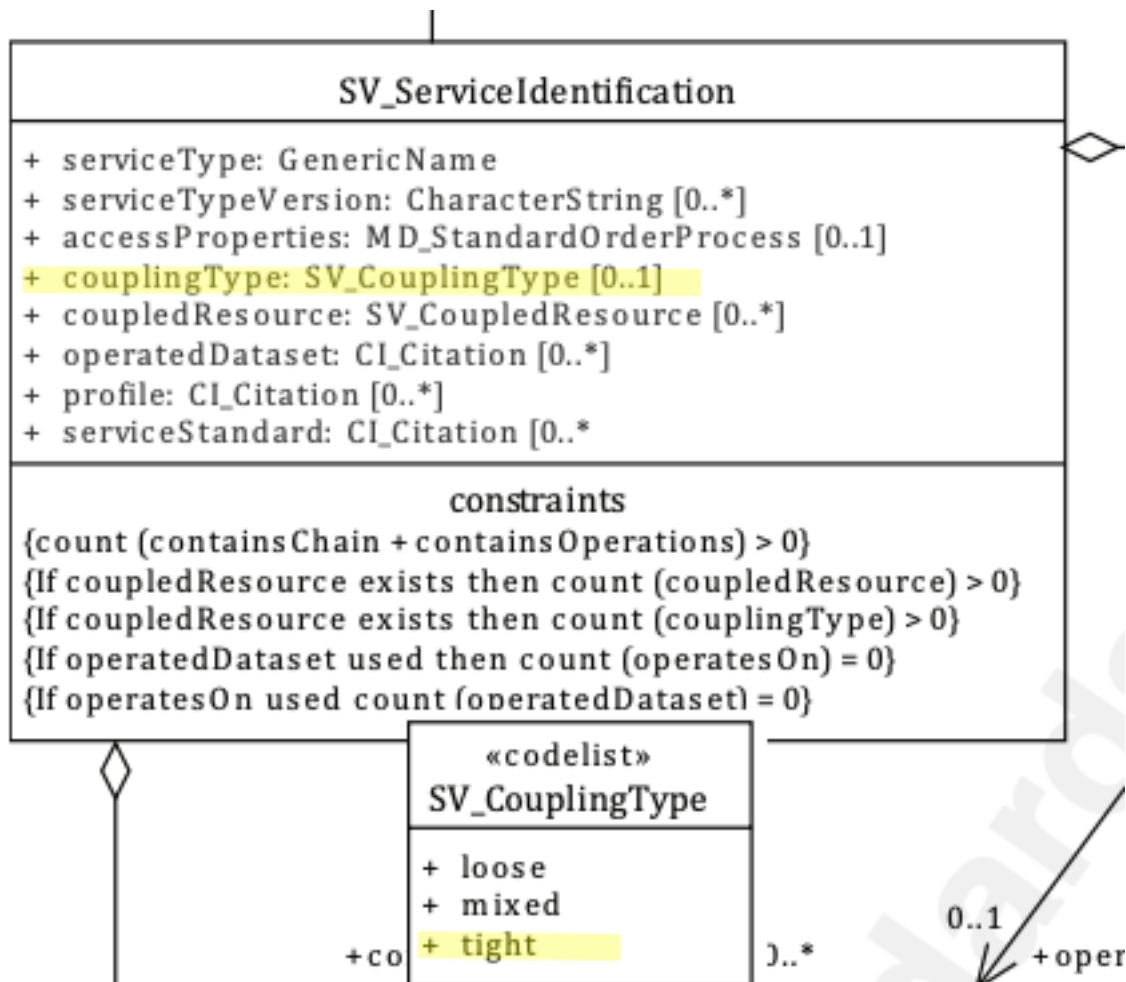 SV_ServiceIdentification
+ serviceType: GenericName
+ serviceTypeVersion: CharacterString [0..*]
+ accessProperties: MD_StandardOrderProcess [0..1]
+ couplingType: SV_CouplingType [0..1]
+ coupledResource: SV_CoupledResource [0..*]
+ operatedDataset: CI_Citation [0..*]
+ profile: CI_Citation [0..*]
+ serviceStandard: CI_Citation [0..*
constraints
{count (containsChain + containsOperations) > 0}
{If coupledResource exists then count (coupledResource) > 0}
{If coupledResource exists then count (couplingType) > 0}
{If operatedDataset used then count (operatesOn) = 0}
{If operatesOn used count (operatedDataset) = 0}
«codelist»
SV_CouplingType
+ loose
+ mixed
+ tight
+co
0..*
0..1
+oper